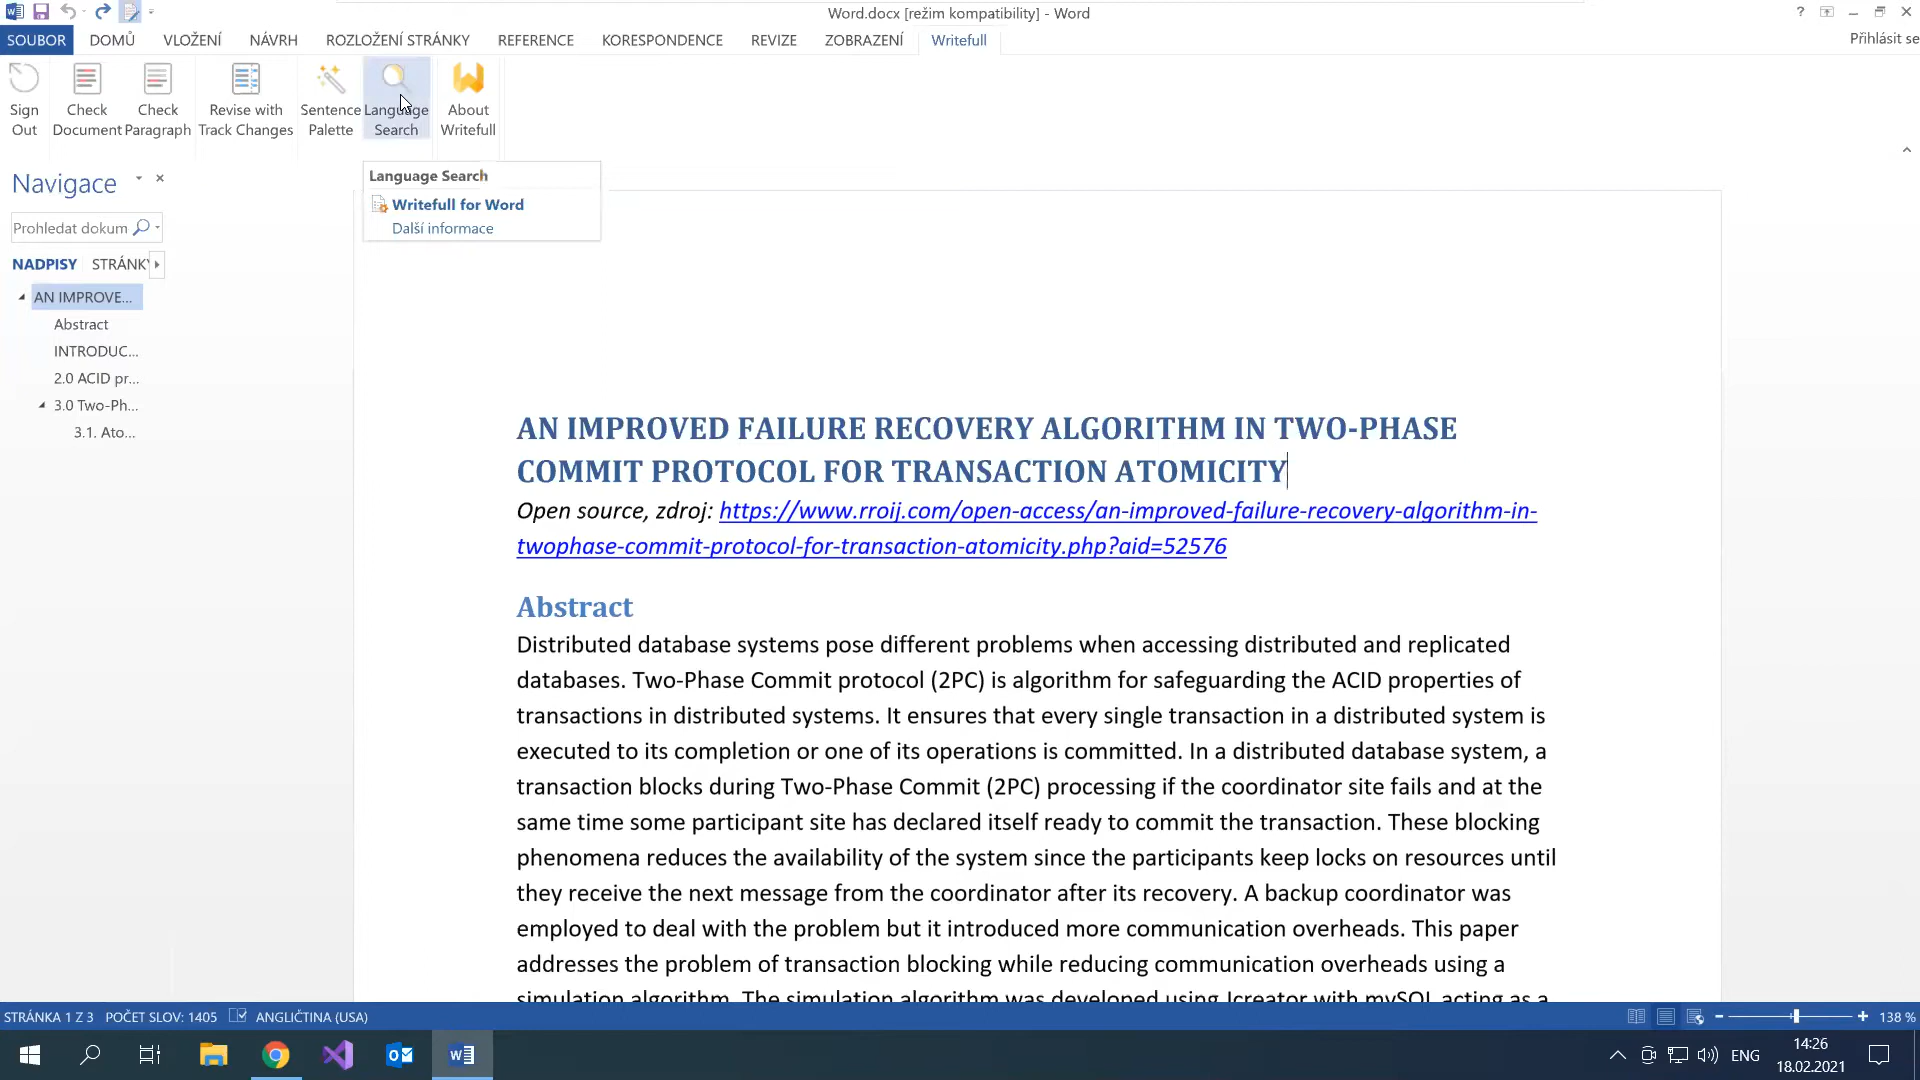 Word.docx [režim kompatibility] - Word
SOUBOR DOMŮ VLOŽENÍ NÁVRH ROZLOŽENÍ STRÁNKY REFERENCE KORESPONDENCE REVIZE ZOBRAZENÍ Writefull Přihlásit se
Sign Out
Check Document
Check Paragraph
Revise with Track Changes
Sentence Palette
Language Search
About Writefull
Language Search
Writefull for Word
Další informace
Navigace
Prohledat dokum
NADPISY STRÁNKY
AN IMPROVE...
Abstract
INTRODUC...
2.0 ACID pr...
3.0 Two-Ph...
3.1. Ato...
AN IMPROVED FAILURE RECOVERY ALGORITHM IN TWO-PHASE
COMMIT PROTOCOL FOR TRANSACTION ATOMICITY
Open source, zdroj: https://www.rroij.com/open-access/an-improved-failure-recovery-algorithm-in-
twophase-commit-protocol-for-transaction-atomicity.php?aid=52576
Abstract
Distributed database systems pose different problems when accessing distributed and replicated
databases. Two-Phase Commit protocol (2PC) is algorithm for safeguarding the ACID properties of
transactions in distributed systems. It ensures that every single transaction in a distributed system is
executed to its completion or one of its operations is committed. In a distributed database system, a
transaction blocks during Two-Phase Commit (2PC) processing if the coordinator site fails and at the
same time some participant site has declared itself ready to commit the transaction. These blocking
phenomena reduces the availability of the system since the participants keep locks on resources until
they receive the next message from the coordinator after its recovery. A backup coordinator was
employed to deal with the problem but it introduced more communication overheads. This paper
addresses the problem of transaction blocking while reducing communication overheads using a
simulation algorithm. The simulation algorithm was developed using Jcreator with mySQL acting as a
STRÁNKA 1 Z 3 POČET SLOV: 1405 ANGLIČTINA (USA) 138 %
ENG
14:26
18.02.2021